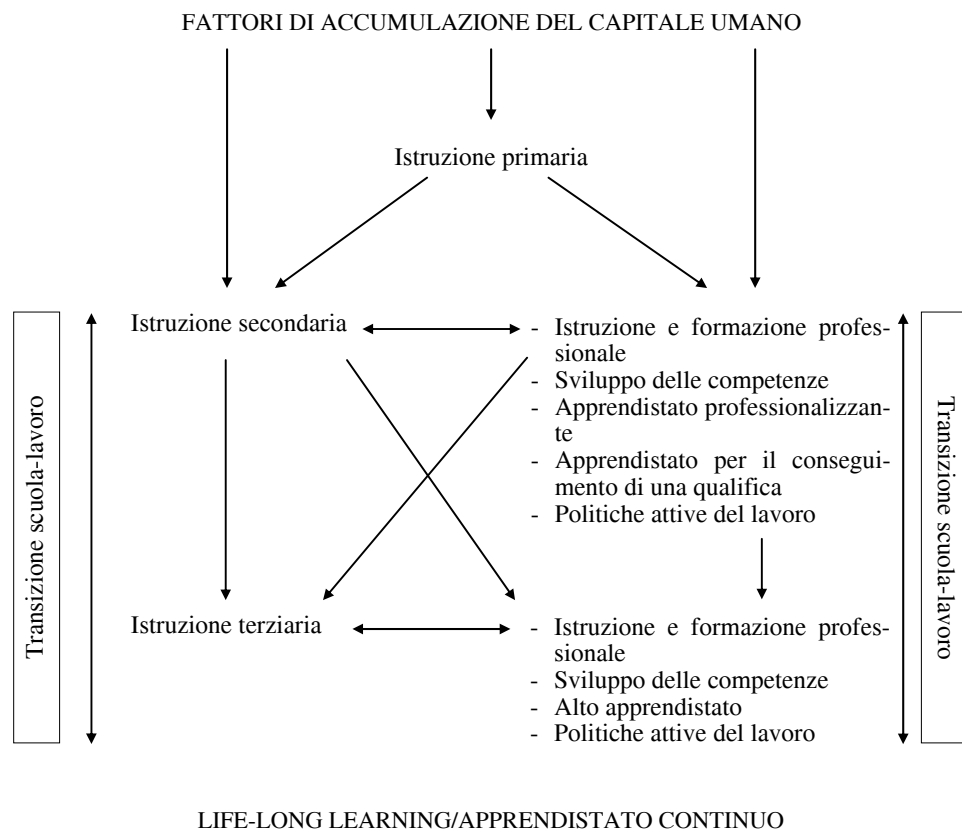 FATTORI DI ACCUMULAZIONE DEL CAPITALE UMANO
Istruzione primaria
Transizione scuola-lavoro
Istruzione secondaria
- Istruzione e formazione profes-
sionale
- Sviluppo delle competenze
- Apprendistato professionalizzan-
te
- Apprendistato per il consegui-
mento di una qualifica
- Politiche attive del lavoro
Transizione scuola-lavoro
Istruzione terziaria
- Istruzione e formazione profes-
sionale
- Sviluppo delle competenze
- Alto apprendistato
- Politiche attive del lavoro
LIFE-LONG LEARNING/APPRENDISTATO CONTINUO